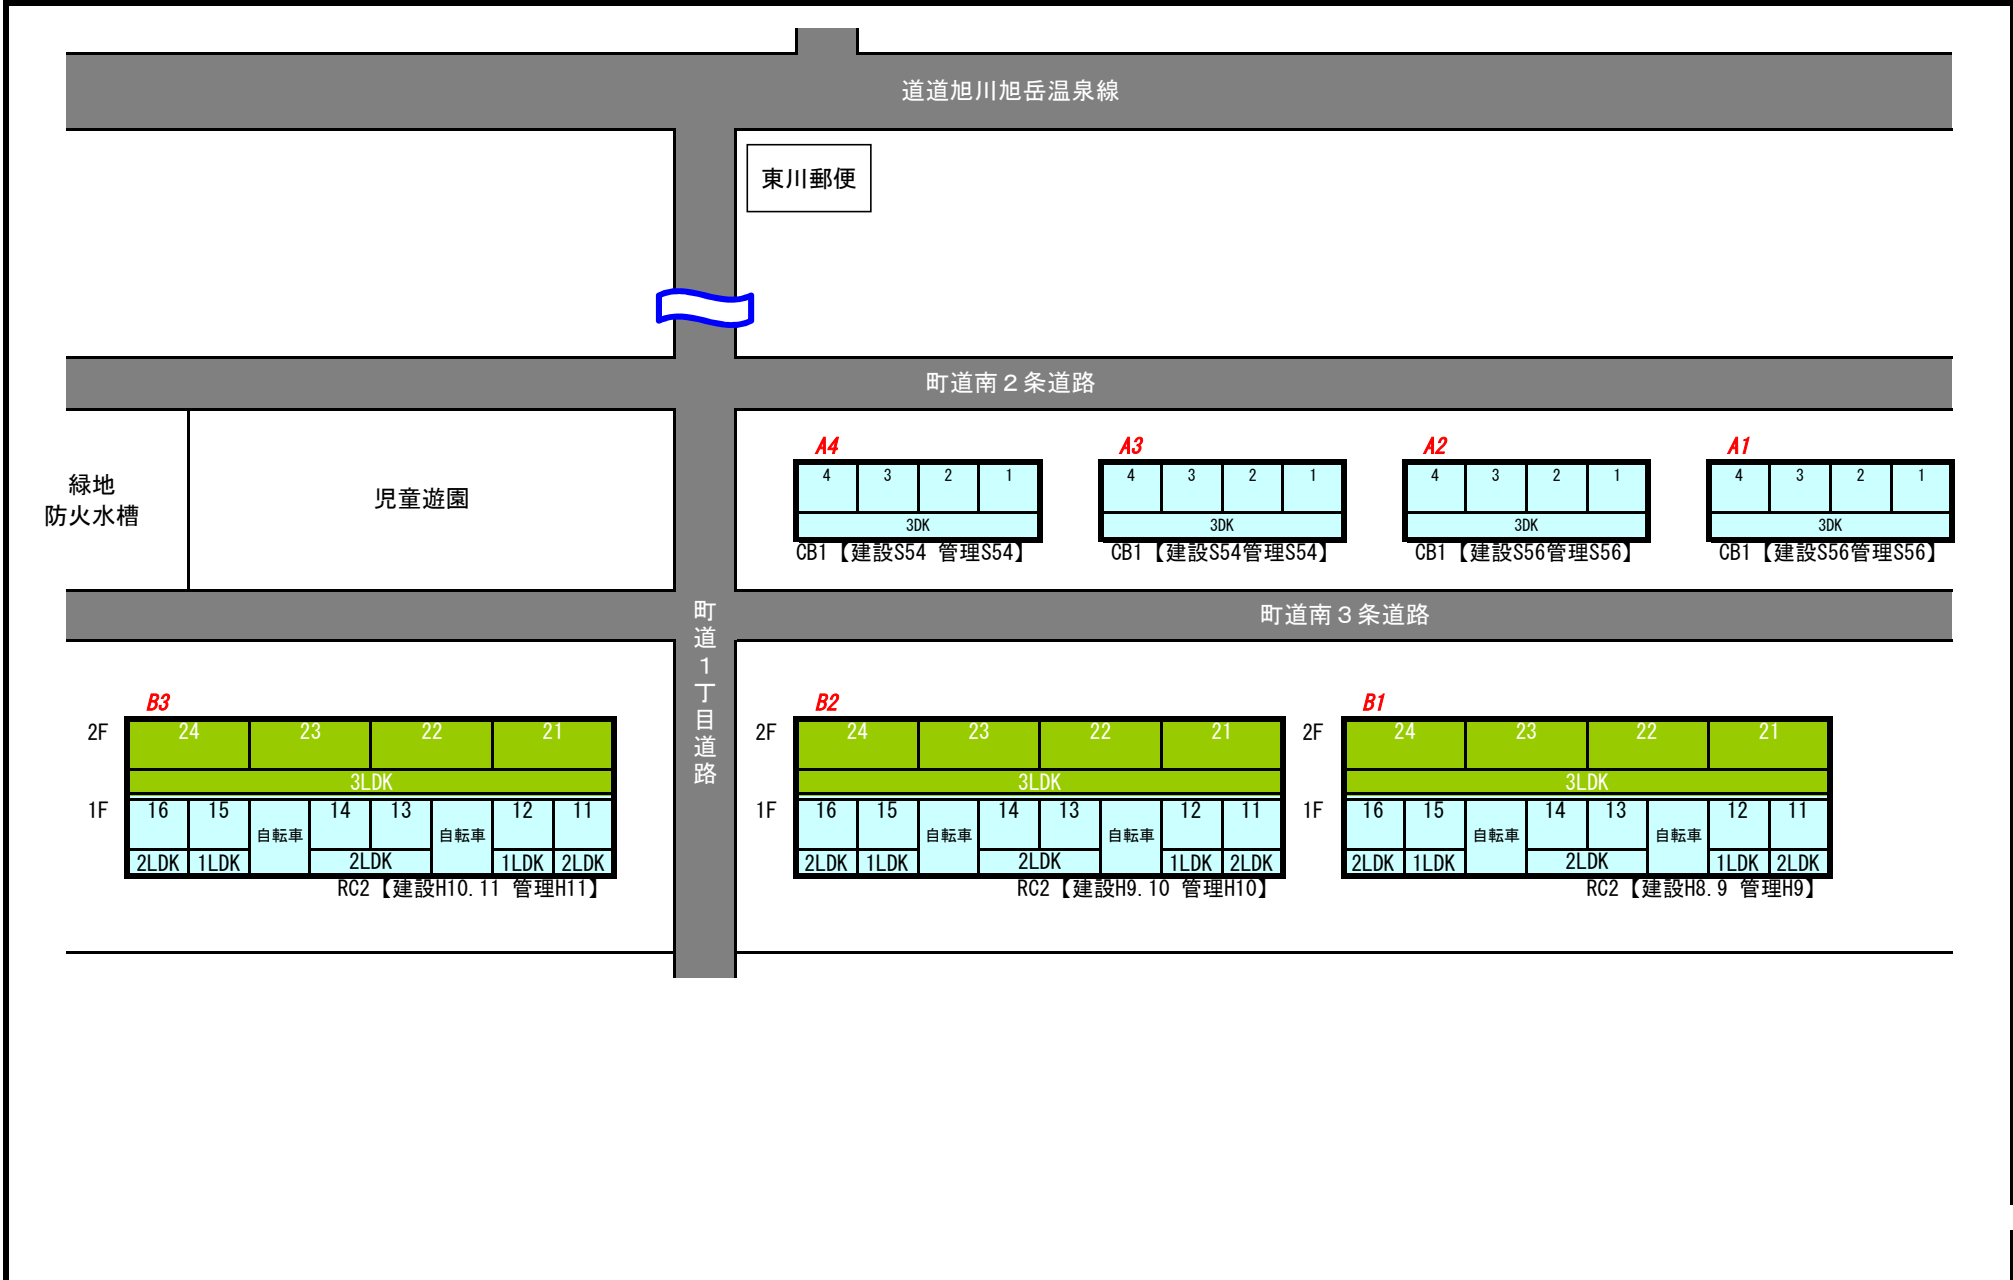 道道旭川旭岳温泉線
東川郵便
町道南２条道路
緑地
防火水槽
児童遊園
A4
4 3 2 1
3DK
CB1【建設S54 管理S54】
A3
4 3 2 1
3DK
CB1【建設S54管理S54】
A2
4 3 2 1
3DK
CB1【建設S56管理S56】
A1
4 3 2 1
3DK
CB1【建設S56管理S56】
町道南３条道路
町道１丁目道路
B3
2F 24 23 22 21
3LDK
1F 16 15 自転車 14 13 自転車 12 11
2LDK 1LDK 2LDK 1LDK 2LDK
RC2【建設H10.11 管理H11】
B2
2F 24 23 22 21
3LDK
1F 16 15 自転車 14 13 自転車 12 11
2LDK 1LDK 2LDK 1LDK 2LDK
RC2【建設H9.10 管理H10】
B1
2F 24 23 22 21
3LDK
1F 16 15 自転車 14 13 自転車 12 11
2LDK 1LDK 2LDK 1LDK 2LDK
RC2【建設H8.9 管理H9】